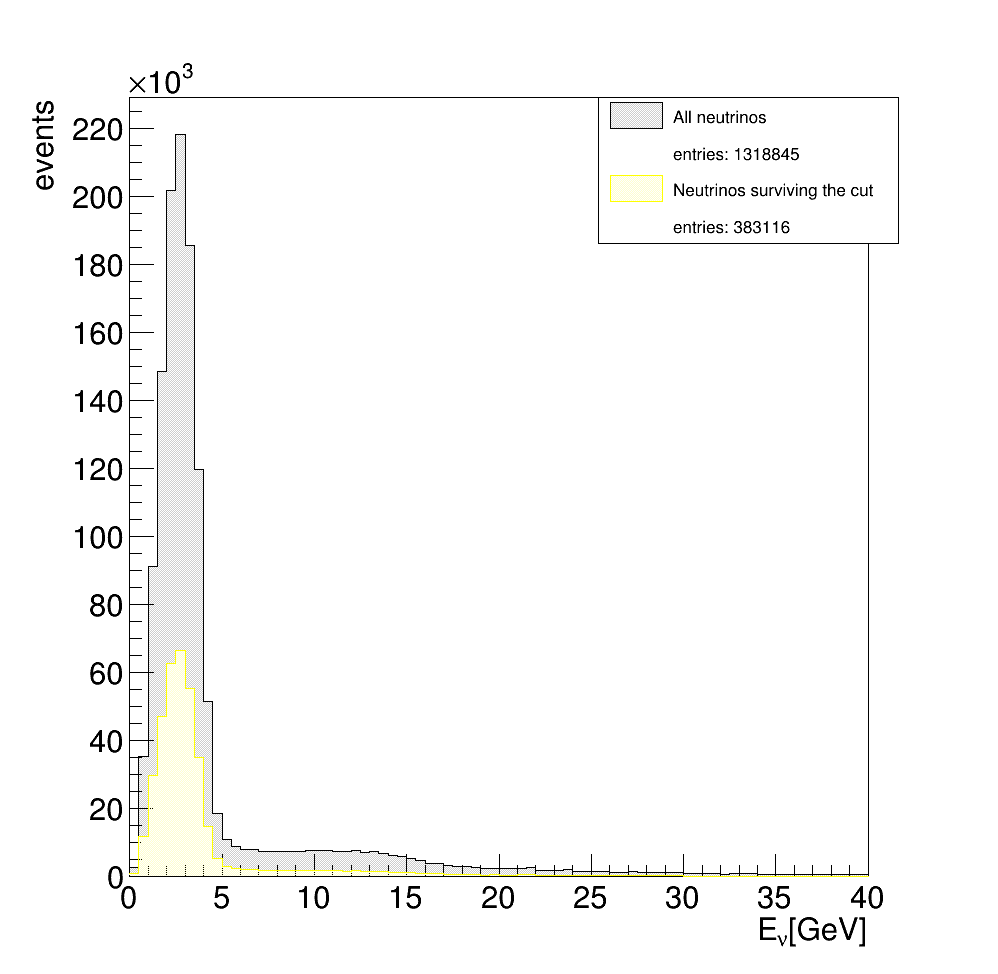 ×10³
events
220
200
180
160
140
120
100
80
60
40
20
0
0 5 10 15 20 25 30 35 40
Eν[GeV]
All neutrinos
entries: 1318845
Neutrinos surviving the cut
entries: 383116